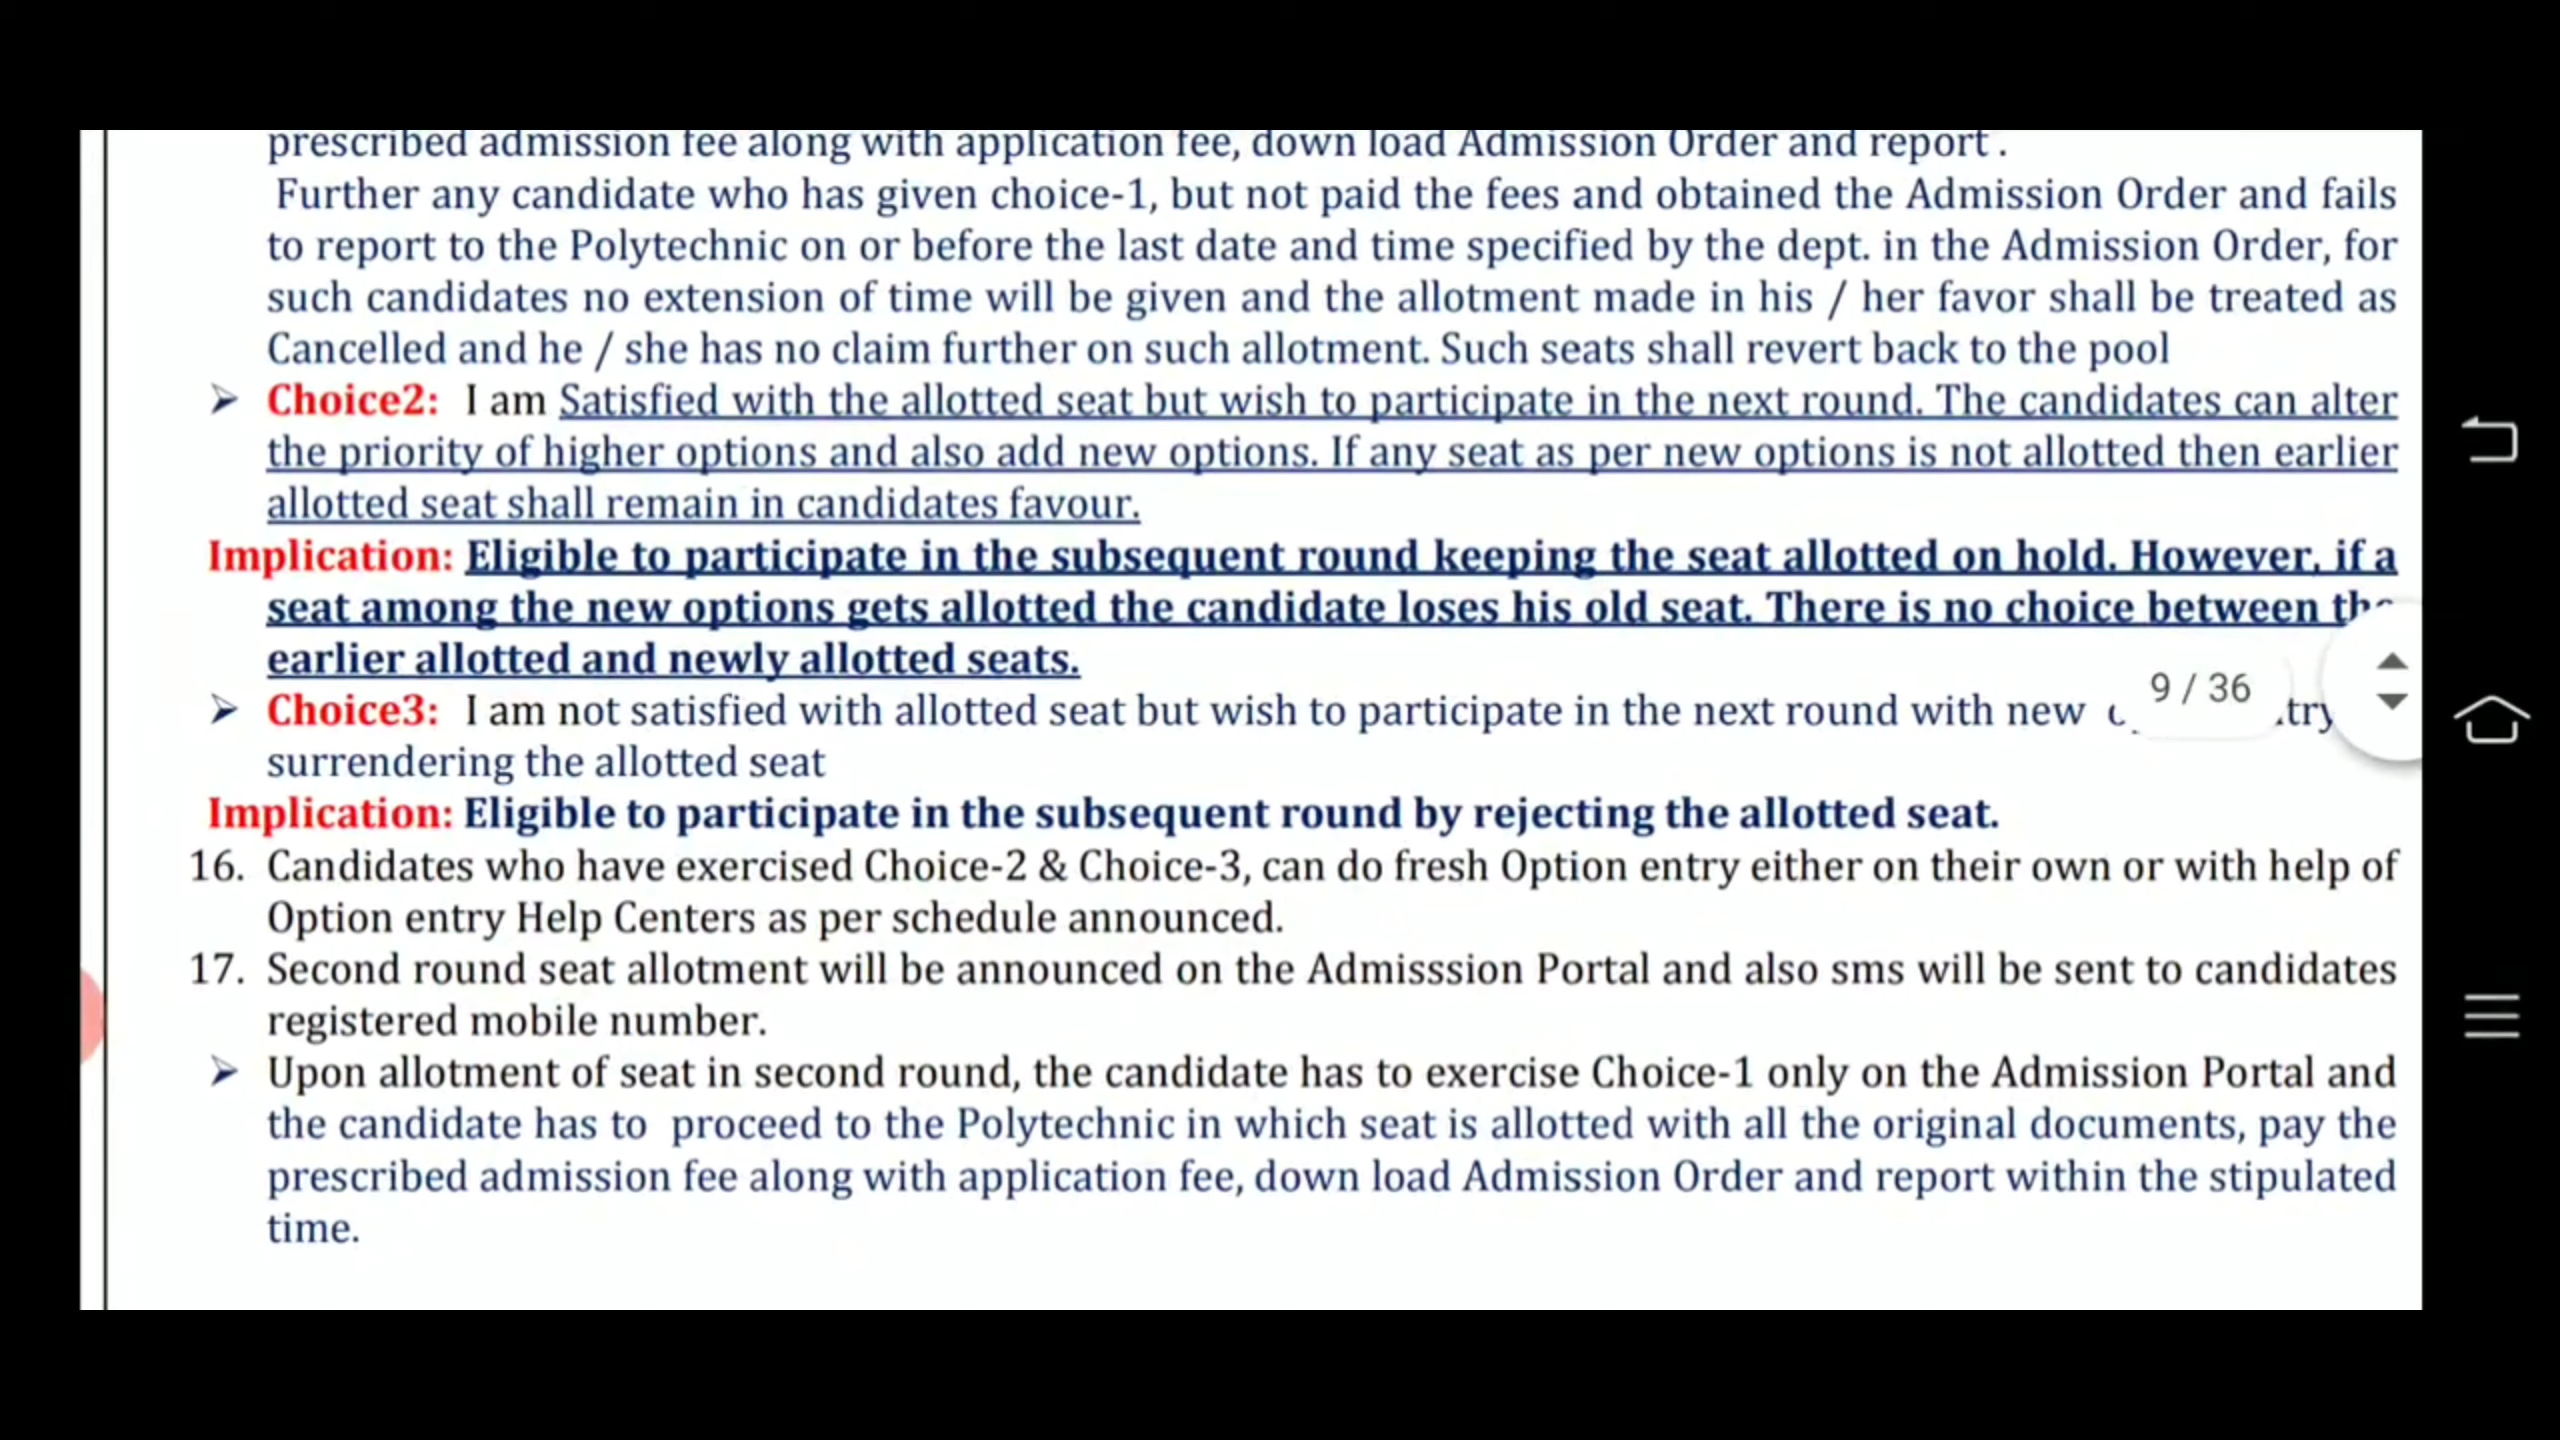 prescribed admission fee along with application fee, down load Admission Order and report .
Further any candidate who has given choice-1, but not paid the fees and obtained the Admission Order and fails
to report to the Polytechnic on or before the last date and time specified by the dept. in the Admission Order, for
such candidates no extension of time will be given and the allotment made in his / her favor shall be treated as
Cancelled and he / she has no claim further on such allotment. Such seats shall revert back to the pool
➢ Choice2: I am Satisfied with the allotted seat but wish to participate in the next round. The candidates can alter
the priority of higher options and also add new options. If any seat as per new options is not allotted then earlier
allotted seat shall remain in candidates favour.
Implication: Eligible to participate in the subsequent round keeping the seat allotted on hold. However, if a
seat among the new options gets allotted the candidate loses his old seat. There is no choice between
earlier allotted and newly allotted seats.
9 / 36
➢ Choice3: I am not satisfied with allotted seat but wish to participate in the next round with new
surrendering the allotted seat
Implication: Eligible to participate in the subsequent round by rejecting the allotted seat.
16. Candidates who have exercised Choice-2 & Choice-3, can do fresh Option entry either on their own or with help of
Option entry Help Centers as per schedule announced.
17. Second round seat allotment will be announced on the Admisssion Portal and also sms will be sent to candidates
registered mobile number.
➢ Upon allotment of seat in second round, the candidate has to exercise Choice-1 only on the Admission Portal and
the candidate has to proceed to the Polytechnic in which seat is allotted with all the original documents, pay the
prescribed admission fee along with application fee, down load Admission Order and report within the stipulated
time.